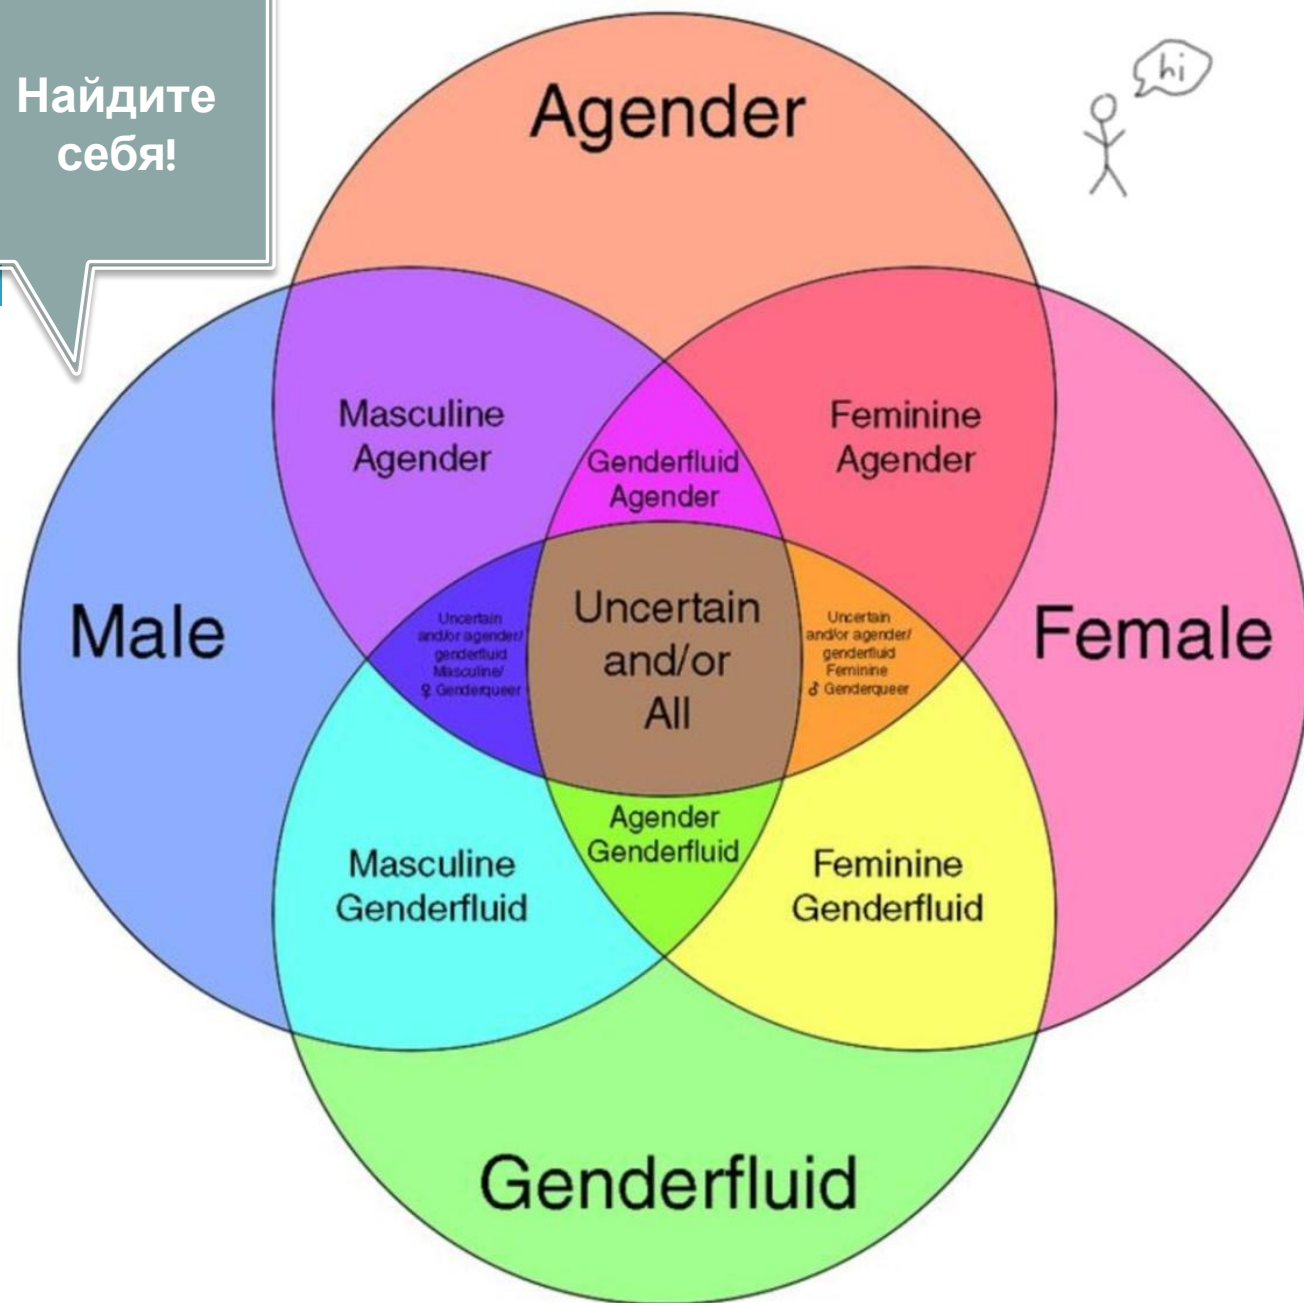 Найдите
себя!
hi
Agender
Masculine
Agender
Feminine
Agender
Genderfluid
Agender
Male
Uncertain
and/or agender/
genderfluid
Masculine/
♀ Genderqueer
Uncertain
and/or
All
Uncertain
and/or agender/
genderfluid
Feminine
♂ Genderqueer
Female
Agender
Genderfluid
Masculine
Genderfluid
Feminine
Genderfluid
Genderfluid